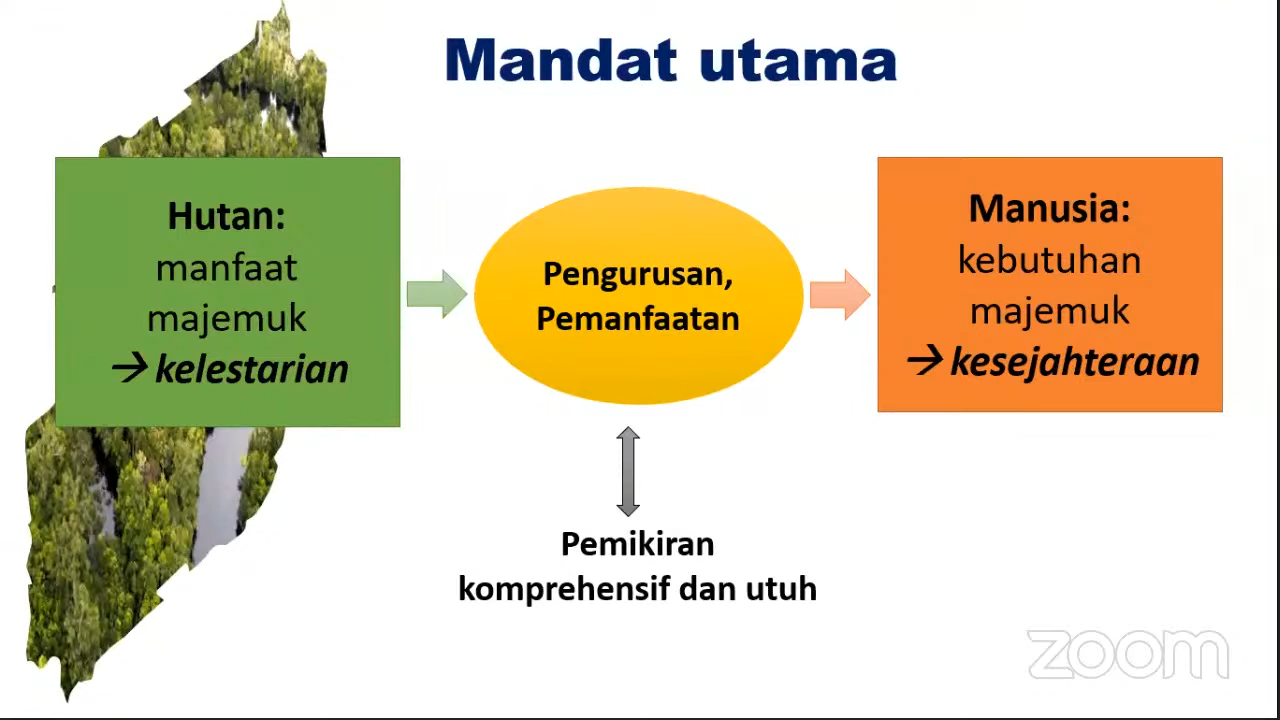 Mandat utama
Hutan:
manfaat
majemuk
→ kelestarian
Pengurusan,
Pemanfaatan
Manusia:
kebutuhan
majemuk
→ kesejahteraan
Pemikiran
komprehensif dan utuh
zoom